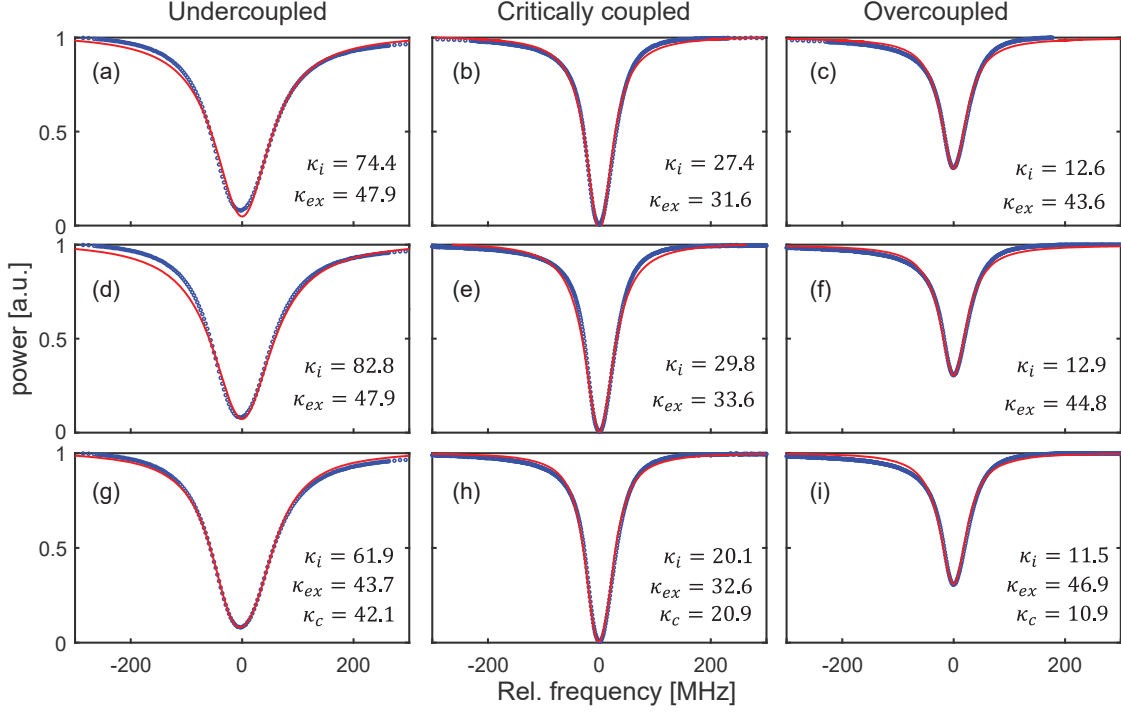 Undercoupled Critically coupled Overcoupled
1
0.5
0
(a)
κi = 74.4
κex = 47.9
(b)
κi = 27.4
κex = 31.6
(c)
κi = 12.6
κex = 43.6
power [a.u.]
1
0.5
0
(d)
κi = 82.8
κex = 47.9
(e)
κi = 29.8
κex = 33.6
(f)
κi = 12.9
κex = 44.8
1
0.5
0
(g)
κi = 61.9
κex = 43.7
κc = 42.1
(h)
κi = 20.1
κex = 32.6
κc = 20.9
(i)
κi = 11.5
κex = 46.9
κc = 10.9
-200 0 200 -200 0 200 -200 0 200
Rel. frequency [MHz]